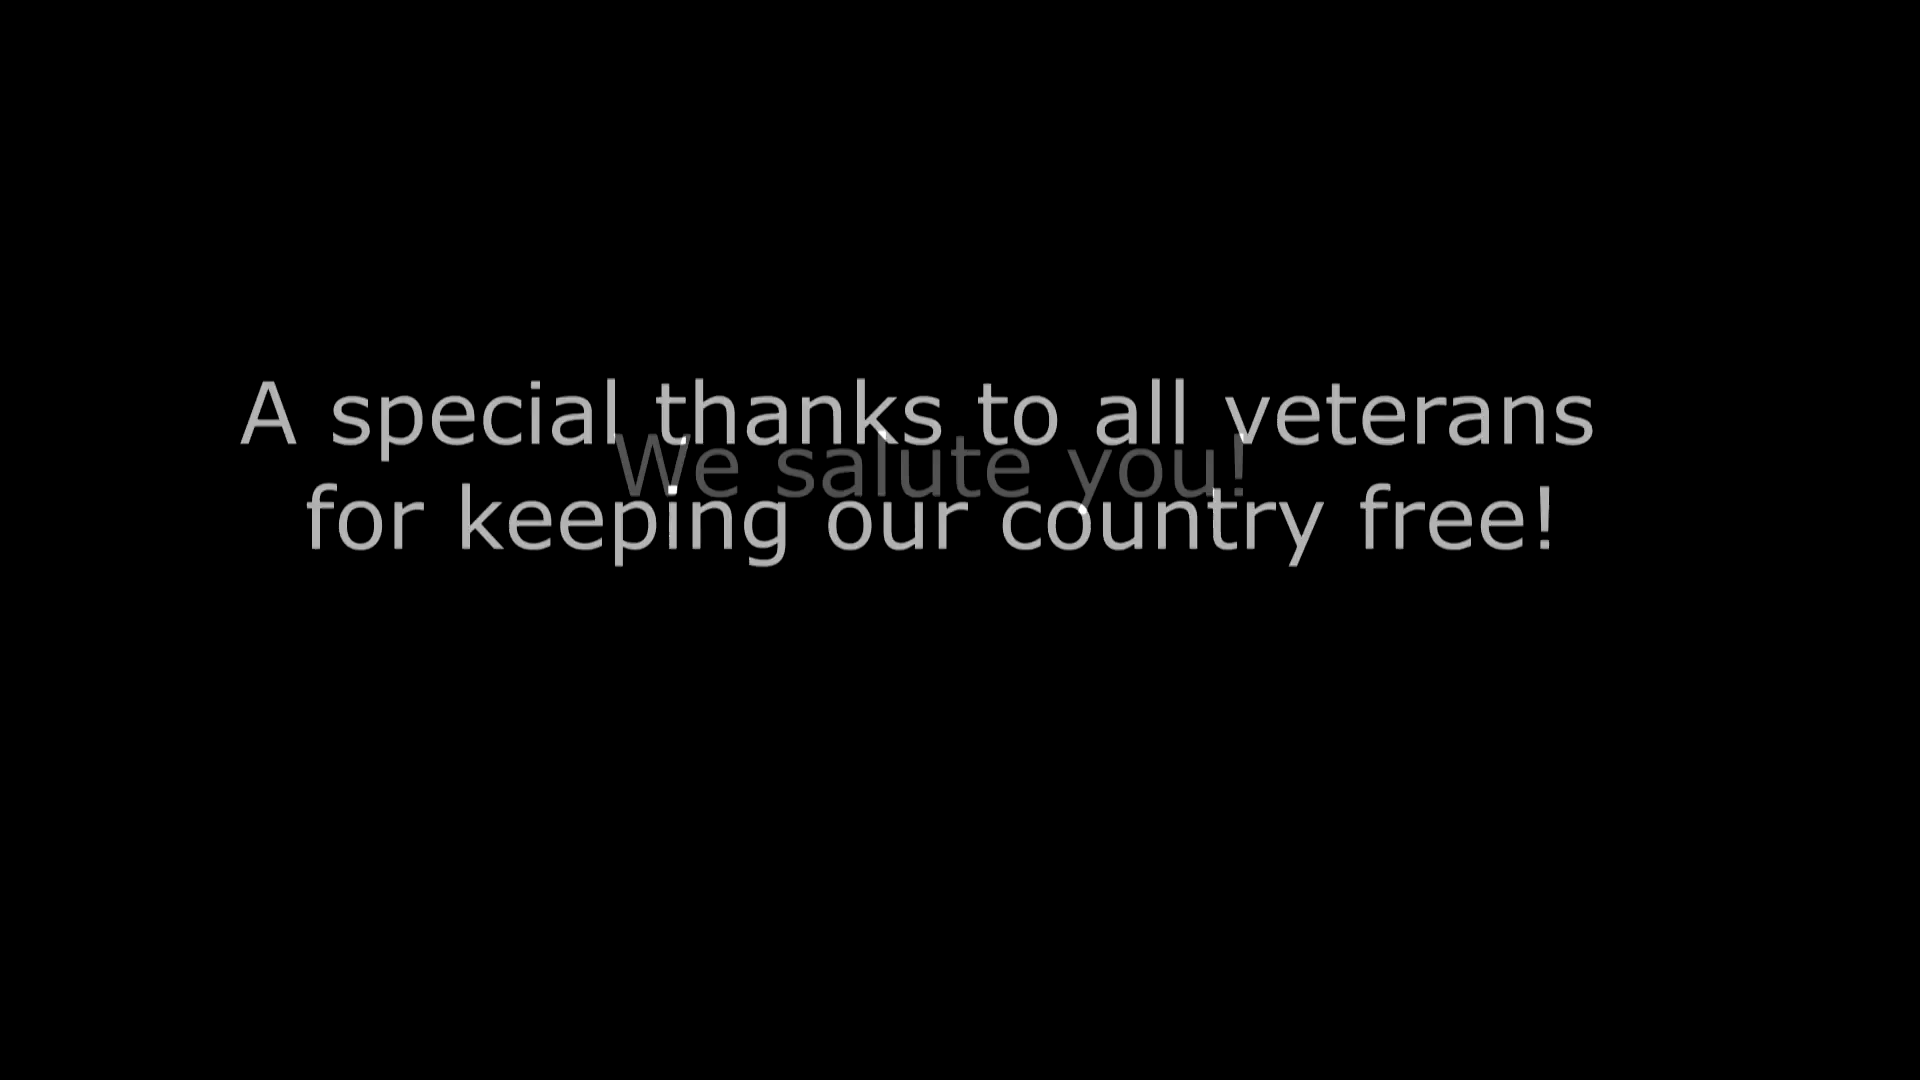 A special thanks to all veterans
We salute you!
for keeping our country free!